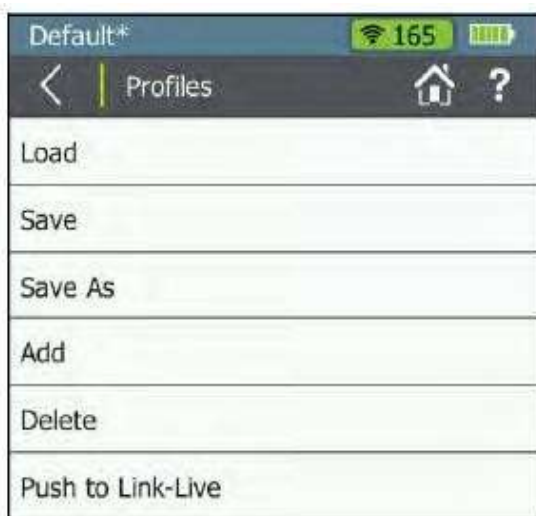 Default* 165
Profiles ?
Load
Save
Save As
Add
Delete
Push to Link-Live